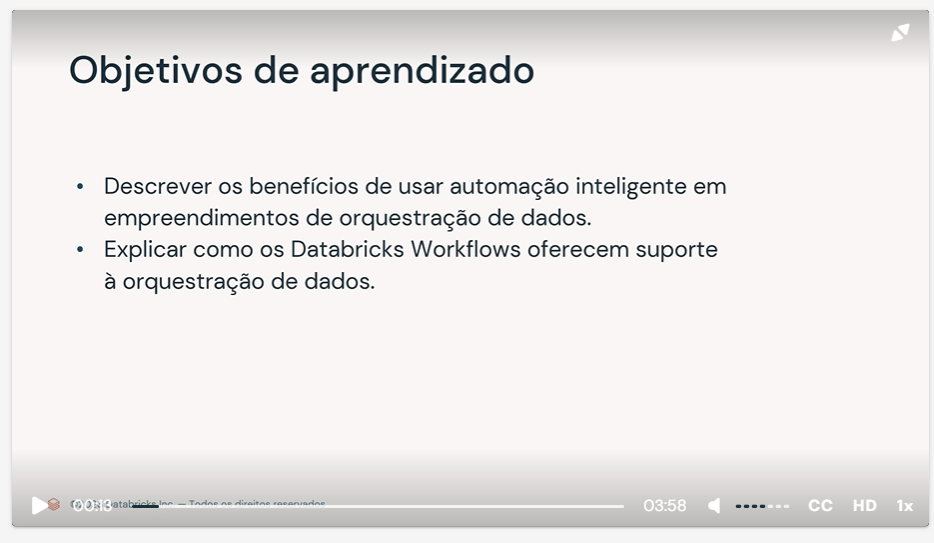 Objetivos de aprendizado
• Descrever os benefícios de usar automação inteligente em
empreendimentos de orquestração de dados.
• Explicar como os Databricks Workflows oferecem suporte
à orquestração de dados.
00:13 Databricks Inc. — Todos os direitos reservados 03:58 CC HD 1x